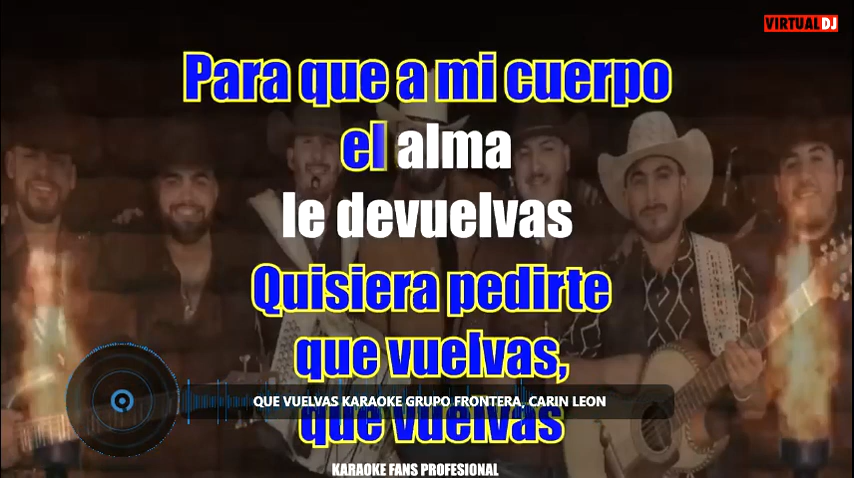 VIRTUALDJ
Para que a mi cuerpo
el alma
le devuelvas
Quisiera pedirte
que vuelvas,
QUE VUELVAS KARAOKE GRUPO FRONTERA, CARIN LEON
que vuelvas
KARAOKE FANS PROFESIONAL